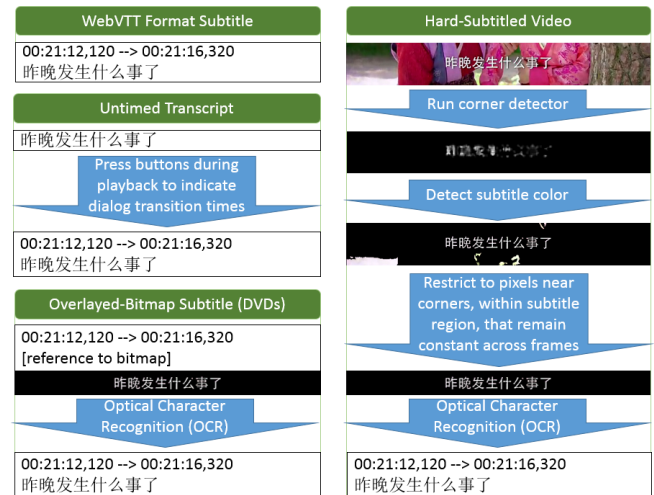 WebVTT Format Subtitle
00:21:12,120 --> 00:21:16,320
昨晚发生什么事了
Untimed Transcript
昨晚发生什么事了
Press buttons during
playback to indicate
dialog transition times
00:21:12,120 --> 00:21:16,320
昨晚发生什么事了
Overlayed-Bitmap Subtitle (DVDs)
00:21:12,120 --> 00:21:16,320
[reference to bitmap]
昨晚发生什么事了
Optical Character
Recognition (OCR)
00:21:12,120 --> 00:21:16,320
昨晚发生什么事了
Hard-Subtitled Video
昨晚发生什么事了
Run corner detector
Detect subtitle color
昨晚发生什么事了
Restrict to pixels near
corners, within subtitle
region, that remain
constant across frames
昨晚发生什么事了
Optical Character
Recognition (OCR)
00:21:12,120 --> 00:21:16,320
昨晚发生什么事了